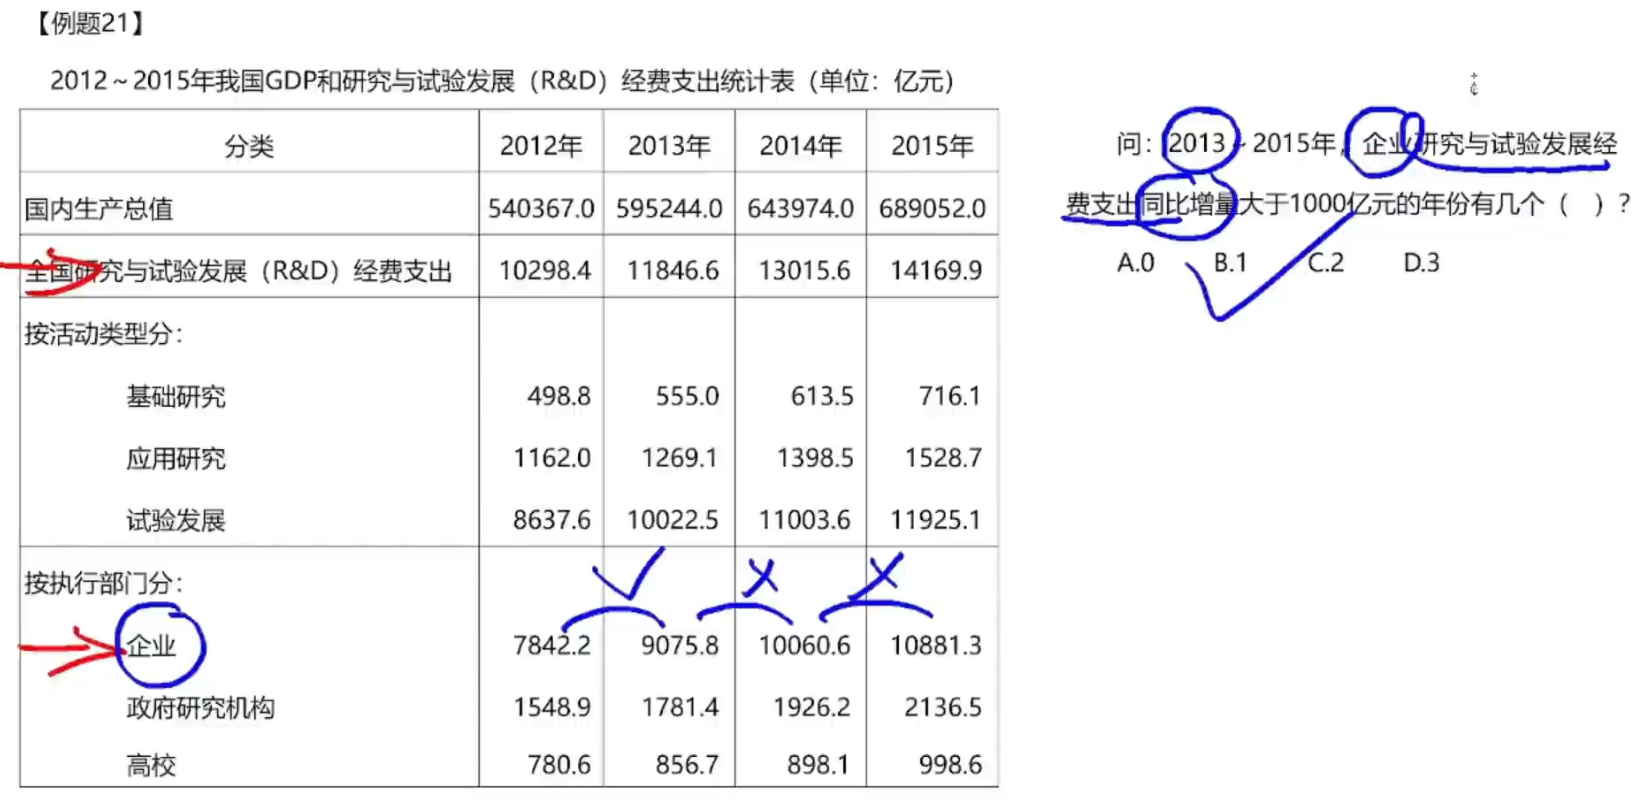 【例题21】
2012～2015年我国GDP和研究与试验发展（R&D）经费支出统计表（单位：亿元）
分类 2012年 2013年 2014年 2015年
国内生产总值 540367.0 595244.0 643974.0 689052.0
全国研究与试验发展（R&D）经费支出 10298.4 11846.6 13015.6 14169.9
按活动类型分：
基础研究 498.8 555.0 613.5 716.1
应用研究 1162.0 1269.1 1398.5 1528.7
试验发展 8637.6 10022.5 11003.6 11925.1
按执行部门分：
企业 7842.2 9075.8 10060.6 10881.3
政府研究机构 1548.9 1781.4 1926.2 2136.5
高校 780.6 856.7 898.1 998.6
问：2013～2015年，企业研究与试验发展经
费支出同比增量大于1000亿元的年份有几个（ ）？
A.0 B.1 C.2 D.3